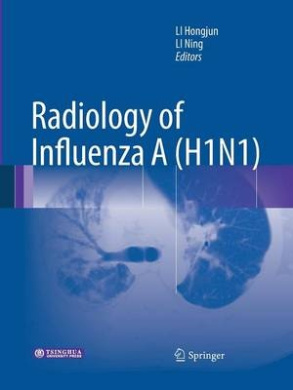 LI Hongjun
LI Ning
Editors
Radiology of
Influenza A (H1N1)
TSINGHUA
UNIVERSITY PRESS
Springer